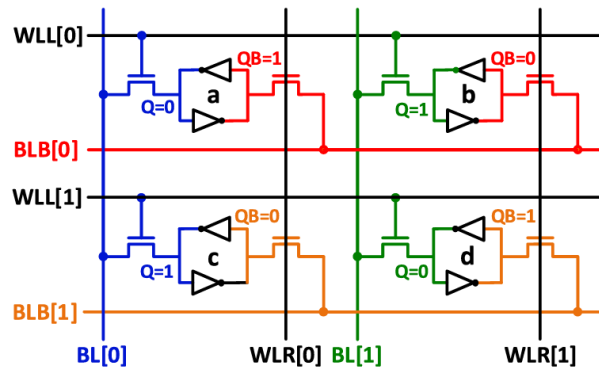 WLL[0]
QB=1
QB=0
a
b
Q=0
Q=1
BLB[0]
WLL[1]
QB=0
QB=1
c
d
Q=1
Q=0
BLB[1]
BL[0]
WLR[0]
BL[1]
WLR[1]